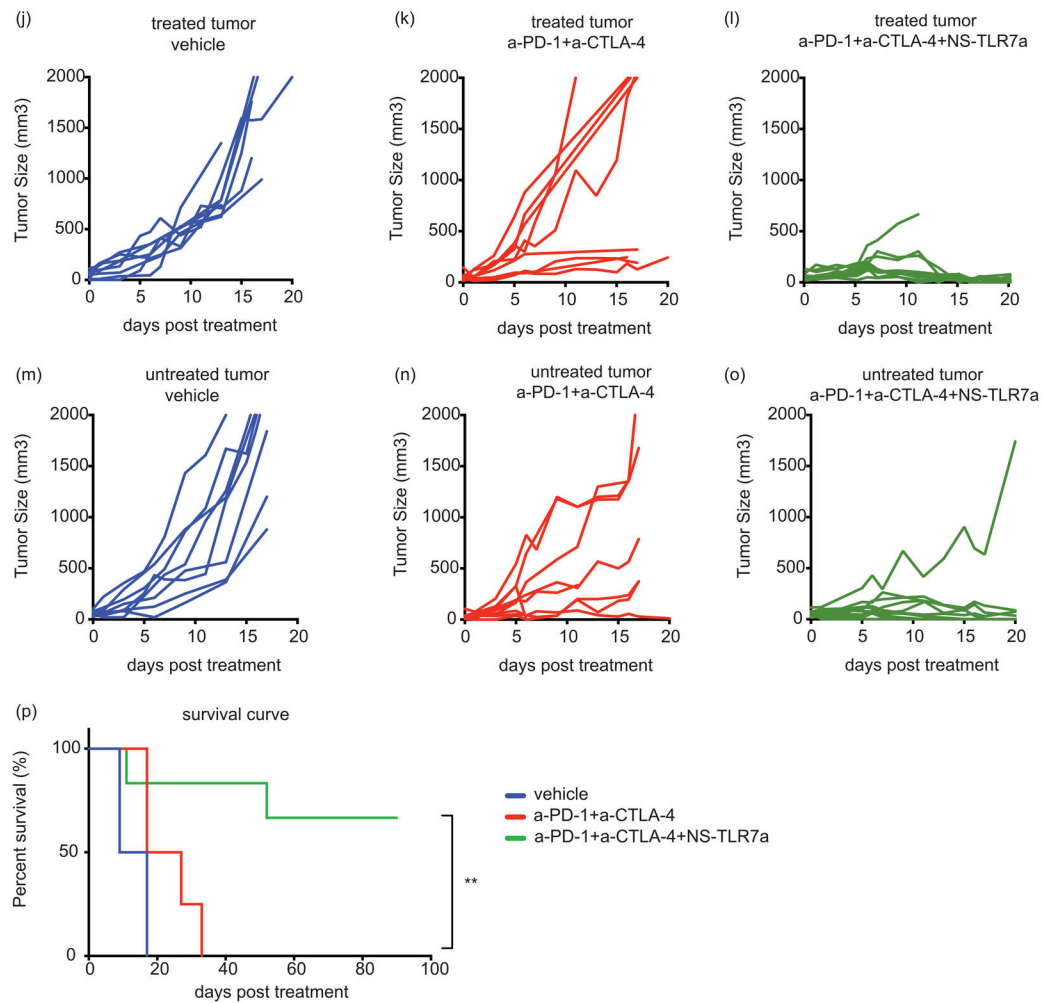 (j)
treated tumor
vehicle
Tumor Size (mm3)
2000
1500
1000
500
0
0 5 10 15 20
days post treatment
(k)
treated tumor
a-PD-1+a-CTLA-4
Tumor Size (mm3)
2000
1500
1000
500
0
0 5 10 15 20
days post treatment
(l)
treated tumor
a-PD-1+a-CTLA-4+NS-TLR7a
Tumor Size (mm3)
2000
1500
1000
500
0
0 5 10 15 20
days post treatment
(m)
untreated tumor
vehicle
Tumor Size (mm3)
2000
1500
1000
500
0
0 5 10 15 20
days post treatment
(n)
untreated tumor
a-PD-1+a-CTLA-4
Tumor Size (mm3)
2000
1500
1000
500
0
0 5 10 15 20
days post treatment
(o)
untreated tumor
a-PD-1+a-CTLA-4+NS-TLR7a
Tumor Size (mm3)
2000
1500
1000
500
0
0 5 10 15 20
days post treatment
(p)
survival curve
Percent survival (%)
100
50
0
0 20 40 60 80 100
days post treatment
vehicle
a-PD-1+a-CTLA-4
a-PD-1+a-CTLA-4+NS-TLR7a
**